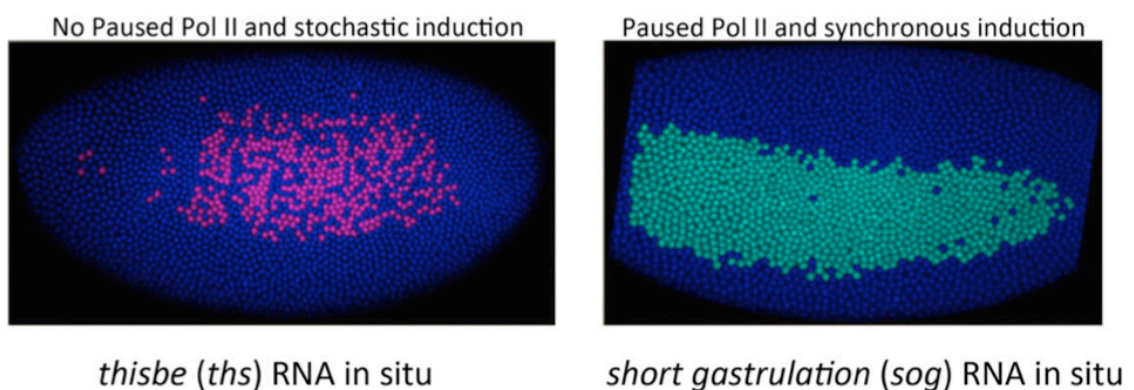 No Paused Pol II and stochastic induction
Paused Pol II and synchronous induction
thisbe (ths) RNA in situ
short gastrulation (sog) RNA in situ